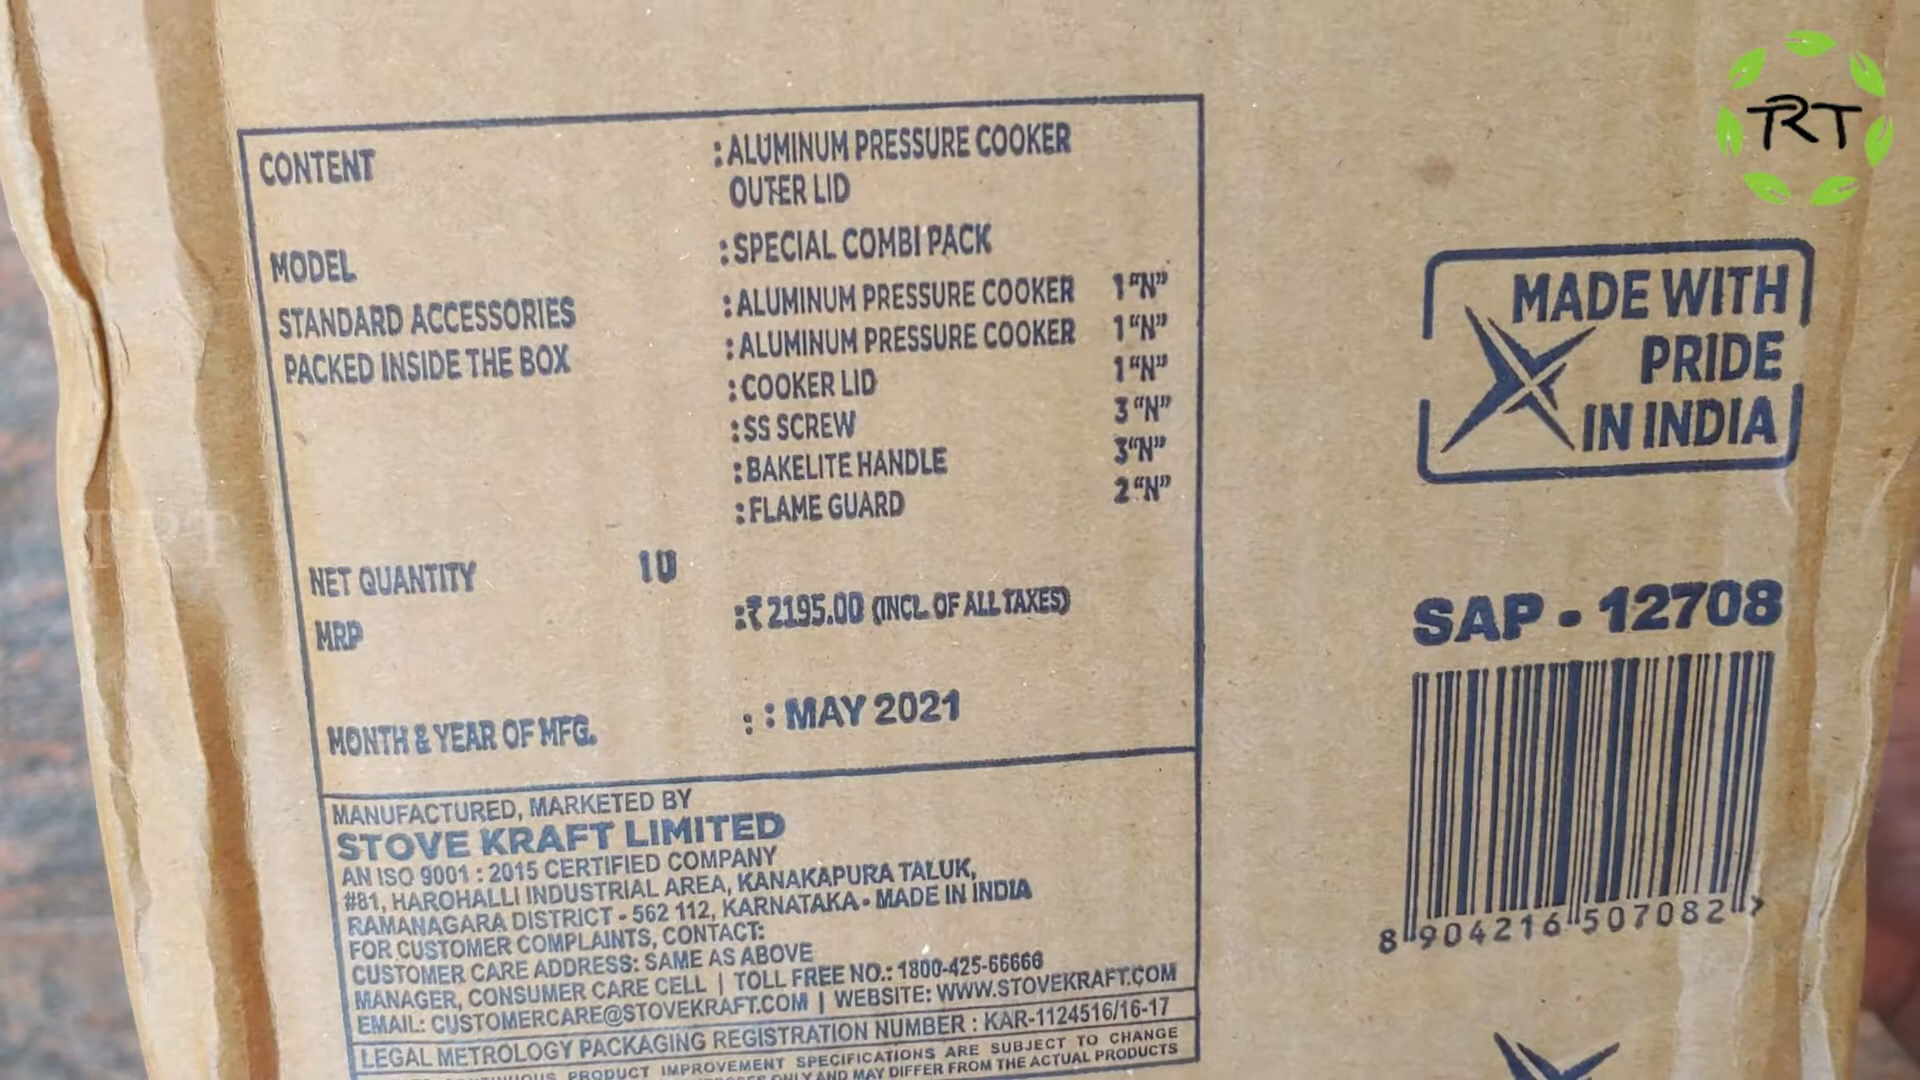 RT
CONTENT : ALUMINUM PRESSURE COOKER
OUTER LID
MODEL : SPECIAL COMBI PACK
STANDARD ACCESSORIES : ALUMINUM PRESSURE COOKER 1 "N"
PACKED INSIDE THE BOX : ALUMINUM PRESSURE COOKER 1 "N"
: COOKER LID 1 "N"
: SS SCREW 3 "N"
: BAKELITE HANDLE 3 "N"
: FLAME GUARD 2 "N"
NET QUANTITY 1U
MRP : ₹ 2195.00 (INCL. OF ALL TAXES)
MONTH & YEAR OF MFG. : : MAY 2021
MANUFACTURED, MARKETED BY
STOVE KRAFT LIMITED
AN ISO 9001 : 2015 CERTIFIED COMPANY
#81, HAROHALLI INDUSTRIAL AREA, KANAKAPURA TALUK,
RAMANAGARA DISTRICT - 562 112, KARNATAKA - MADE IN INDIA
FOR CUSTOMER COMPLAINTS, CONTACT:
CUSTOMER CARE ADDRESS: SAME AS ABOVE
MANAGER, CONSUMER CARE CELL | TOLL FREE NO.: 1800-425-66666
EMAIL: CUSTOMERCARE@STOVEKRAFT.COM | WEBSITE: WWW.STOVEKRAFT.COM
LEGAL METROLOGY PACKAGING REGISTRATION NUMBER : KAR-1124516/16-17
PRODUCT IMPROVEMENT SPECIFICATIONS ARE SUBJECT TO CHANGE
ONLY AND MAY DIFFER FROM THE ACTUAL PRODUCTS
MADE WITH
PRIDE
IN INDIA
SAP - 12708
8 904216 507082 >